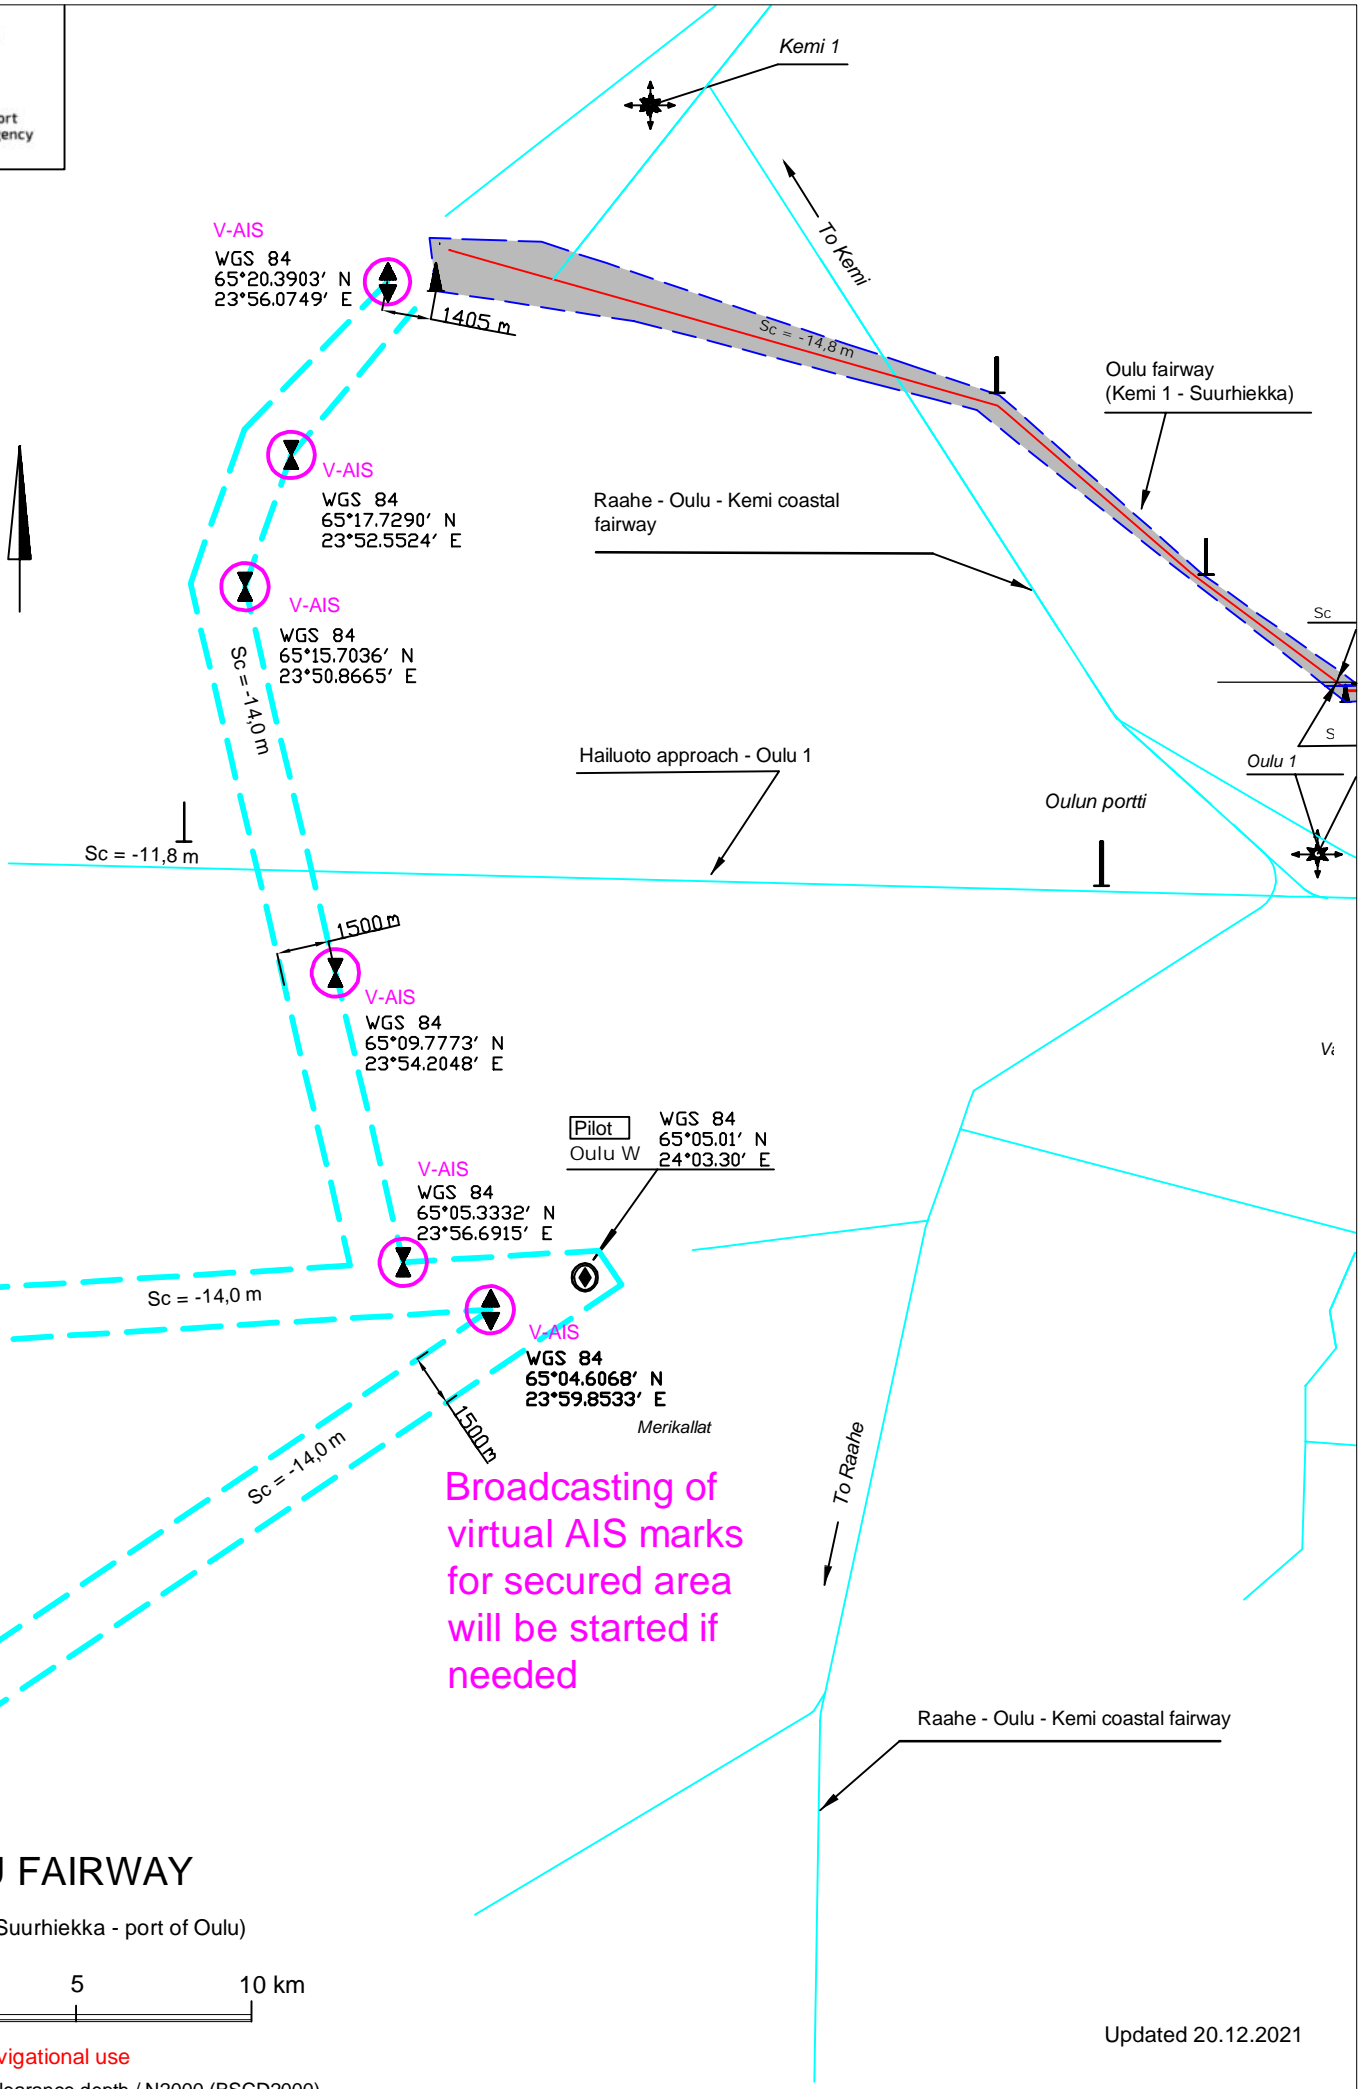 Kemi 1
V-AIS
WGS 84
65°20.3903' N
23°56.0749' E
1405 m
To Kemi
Sc = -14,8 m
Oulu fairway
(Kemi 1 - Suurhiekka)
V-AIS
WGS 84
65°17.7290' N
23°52.5524' E
Raahe - Oulu - Kemi coastal
fairway
V-AIS
WGS 84
65°15.7036' N
23°50.8665' E
Sc
Sc = -14,0 m
S
Hailuoto approach - Oulu 1
Oulu 1
Oulun portti
Sc = -11,8 m
1500 m
V-AIS
WGS 84
65°09.7773' N
23°54.2048' E
Pilot
Oulu W
WGS 84
65°05.01' N
24°03.30' E
V-AIS
WGS 84
65°05.3332' N
23°56.6915' E
Sc = -14,0 m
V-AIS
WGS 84
65°04.6068' N
23°59.8533' E
1500m
Merikallat
Sc = -14,0 m
To Raahe
Broadcasting of
virtual AIS marks
for secured area
will be started if
needed
Raahe - Oulu - Kemi coastal fairway
FAIRWAY
Suurhiekka - port of Oulu)
5 10 km
Updated 20.12.2021
vigational use
learance depth / N2000 (BSCD2000)